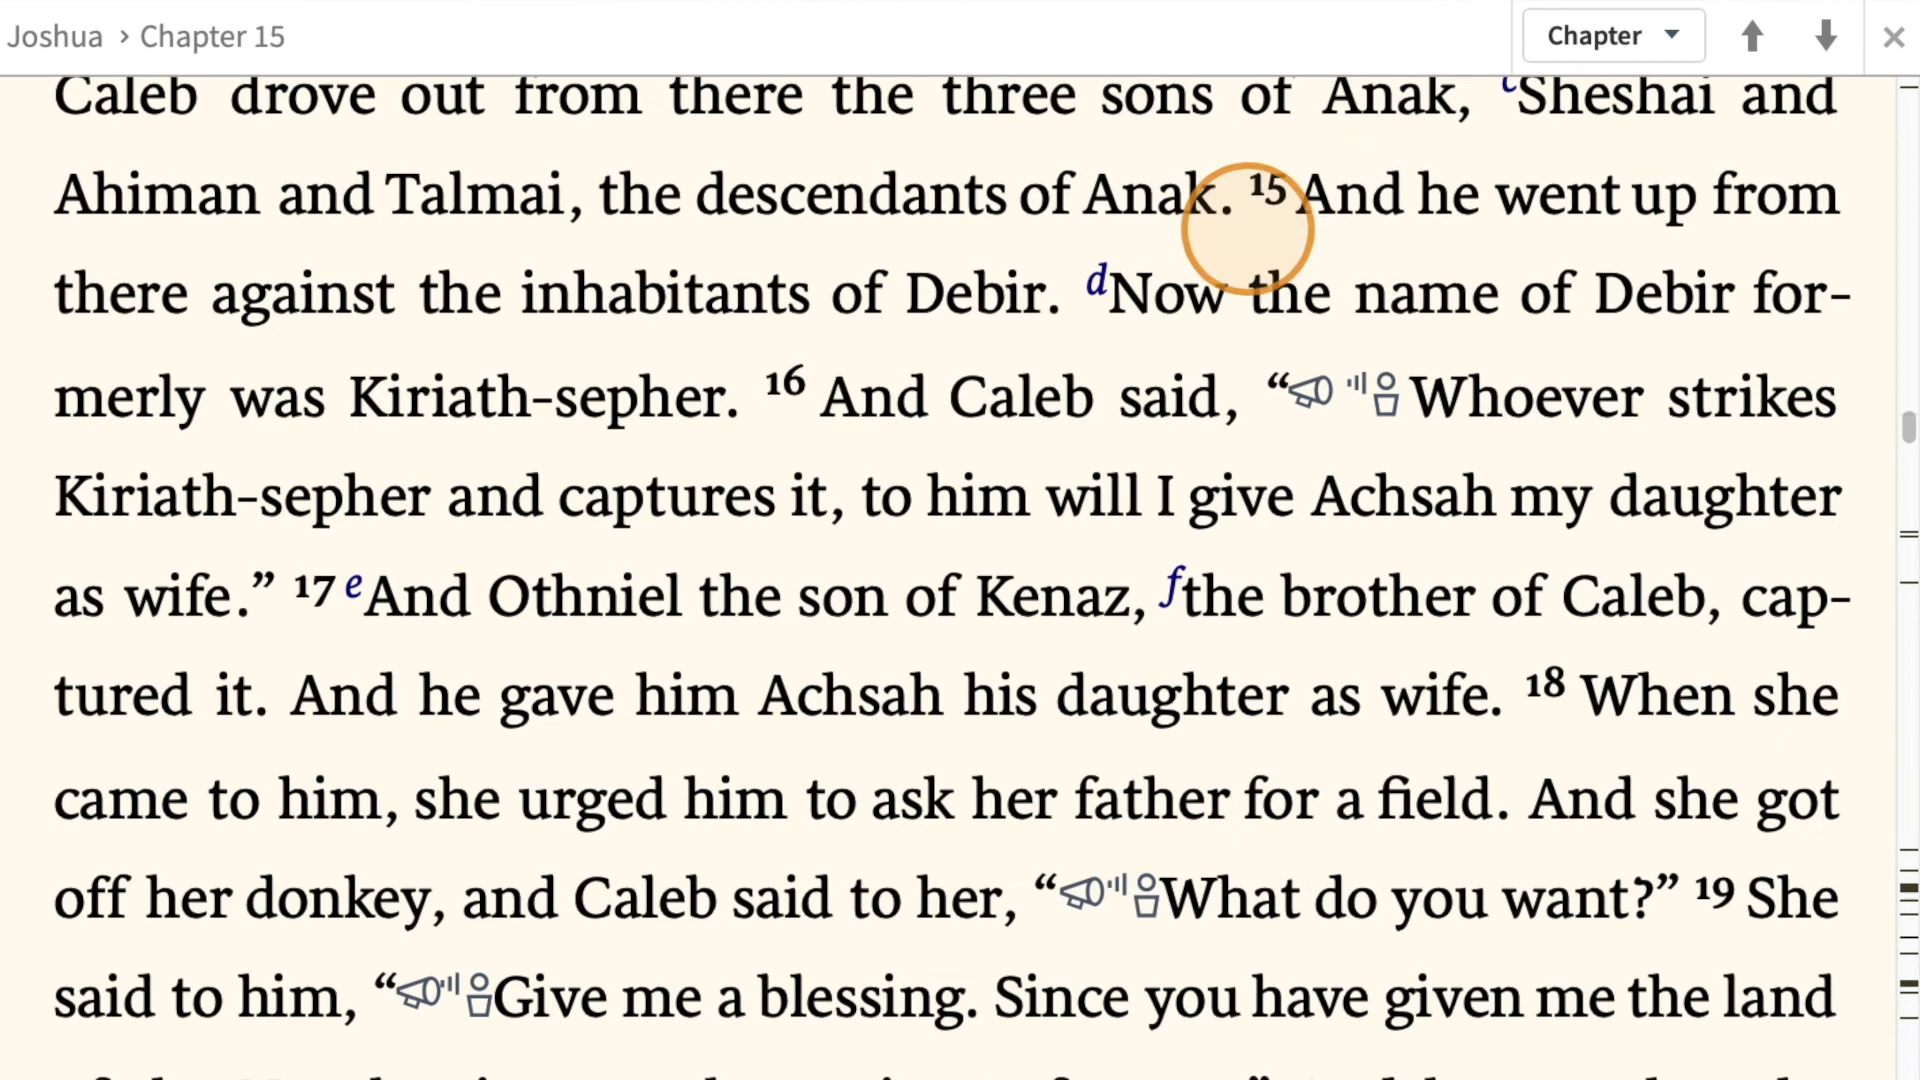 Joshua › Chapter 15
Chapter
Caleb drove out from there the three sons of Anak, cSheshai and
Ahiman and Talmai, the descendants of Anak. 15 And he went up from
there against the inhabitants of Debir. dNow the name of Debir for-
merly was Kiriath-sepher. 16 And Caleb said, “Whoever strikes
Kiriath-sepher and captures it, to him will I give Achsah my daughter
as wife.” 17 eAnd Othniel the son of Kenaz, fthe brother of Caleb, cap-
tured it. And he gave him Achsah his daughter as wife. 18 When she
came to him, she urged him to ask her father for a field. And she got
off her donkey, and Caleb said to her, “What do you want?” 19 She
said to him, “Give me a blessing. Since you have given me the land